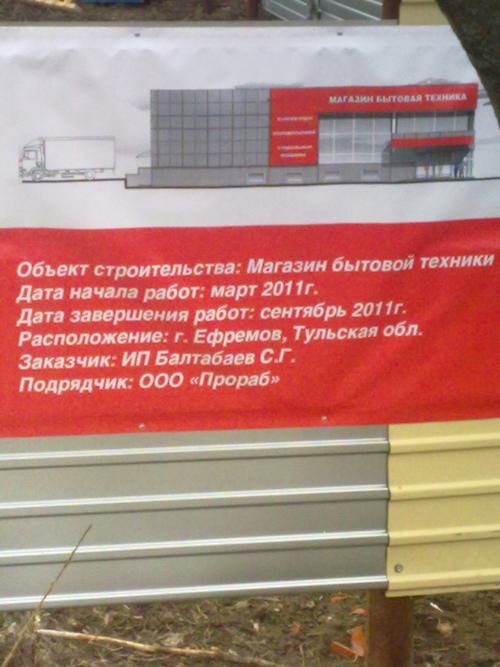 МАГАЗИН БЫТОВАЯ ТЕХНИКА
Объект строительства: Магазин бытовой техники
Дата начала работ: март 2011г.
Дата завершения работ: сентябрь 2011г.
Расположение: г. Ефремов, Тульская обл.
Заказчик: ИП Балтабаев С.Г.
Подрядчик: ООО «Прораб»